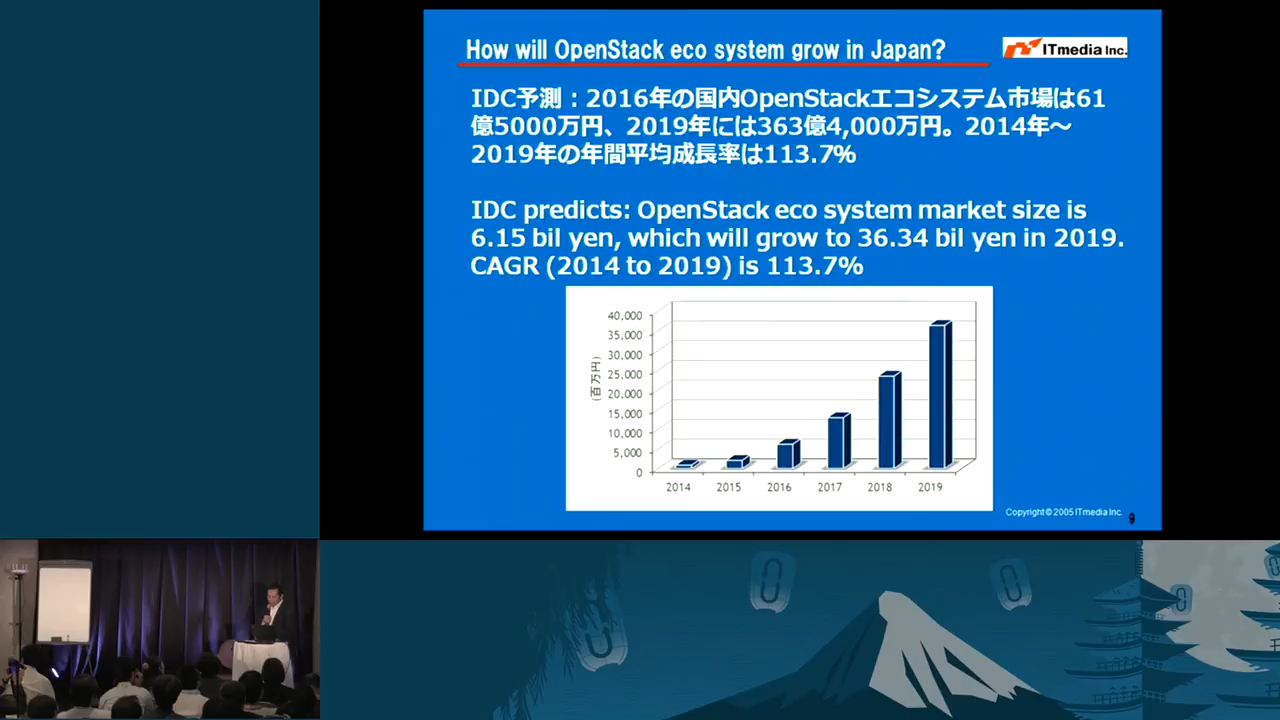 How will OpenStack eco system grow in Japan?
ITmedia Inc.
IDC予測：2016年の国内OpenStackエコシステム市場は61
億5000万円、2019年には363億4,000万円。2014年～
2019年の年間平均成長率は113.7%
IDC predicts: OpenStack eco system market size is
6.15 bil yen, which will grow to 36.34 bil yen in 2019.
CAGR (2014 to 2019) is 113.7%
(百万円)
40,000
35,000
30,000
25,000
20,000
15,000
10,000
5,000
0
2014 2015 2016 2017 2018 2019
Copyright © 2005 ITmedia Inc.
9